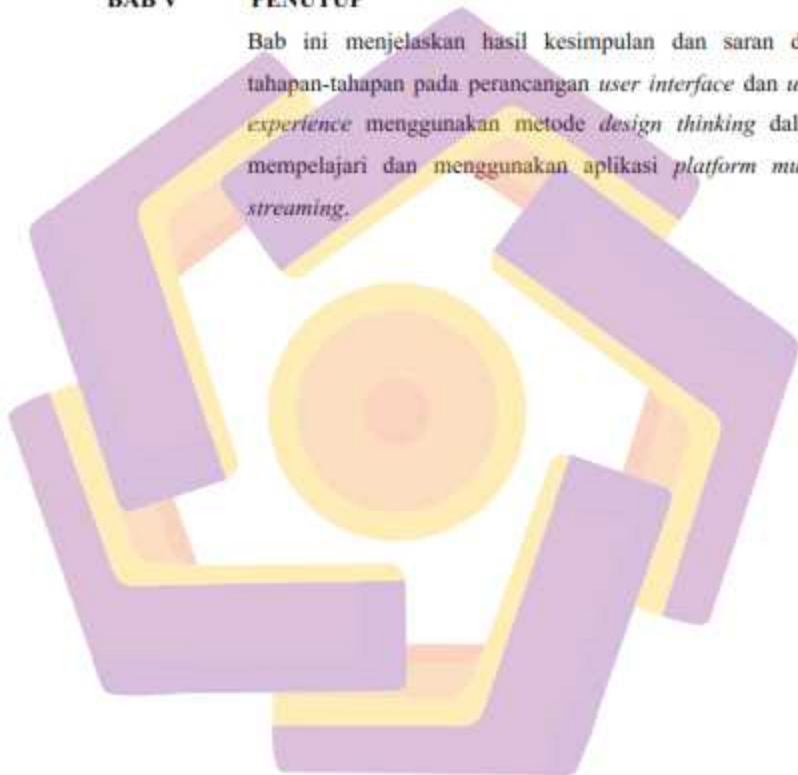 BAB V PENUTUP
Bab ini menjelaskan hasil kesimpulan dan saran
tahapan-tahapan pada perancangan user interface dan
experience menggunakan metode design thinking
mempelajari dan menggunakan aplikasi platform
streaming.